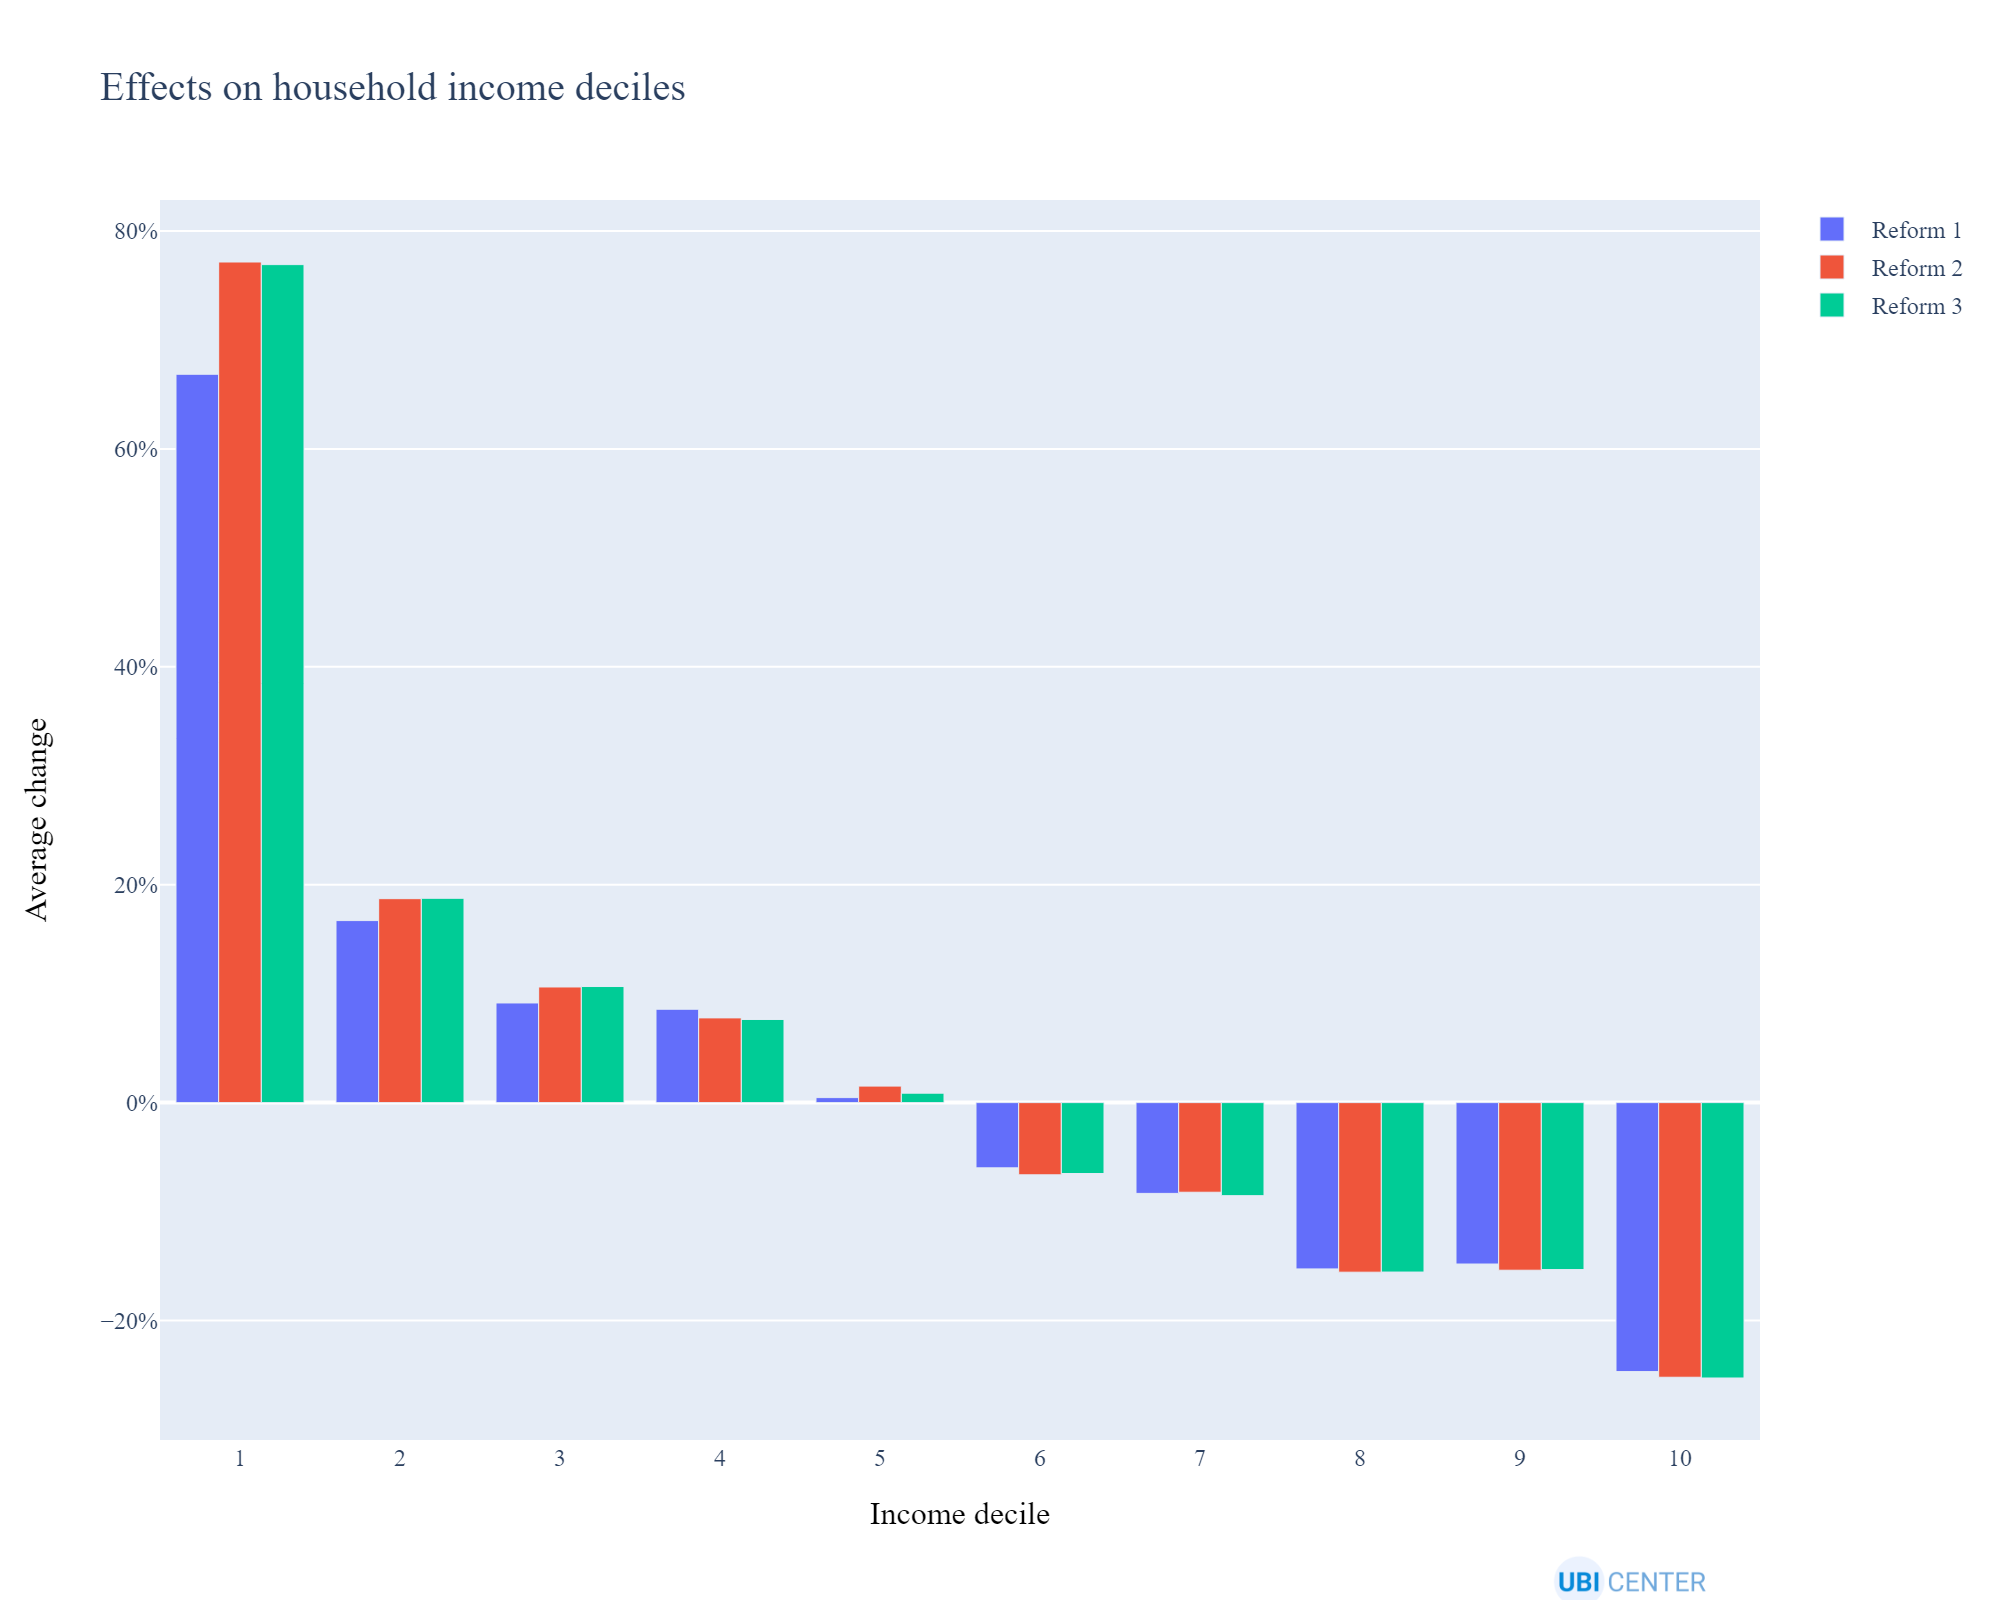 Effects on household income deciles
80%
60%
40%
20%
0%
−20%
Average change
1 2 3 4 5 6 7 8 9 10
Income decile
Reform 1
Reform 2
Reform 3
UBI CENTER